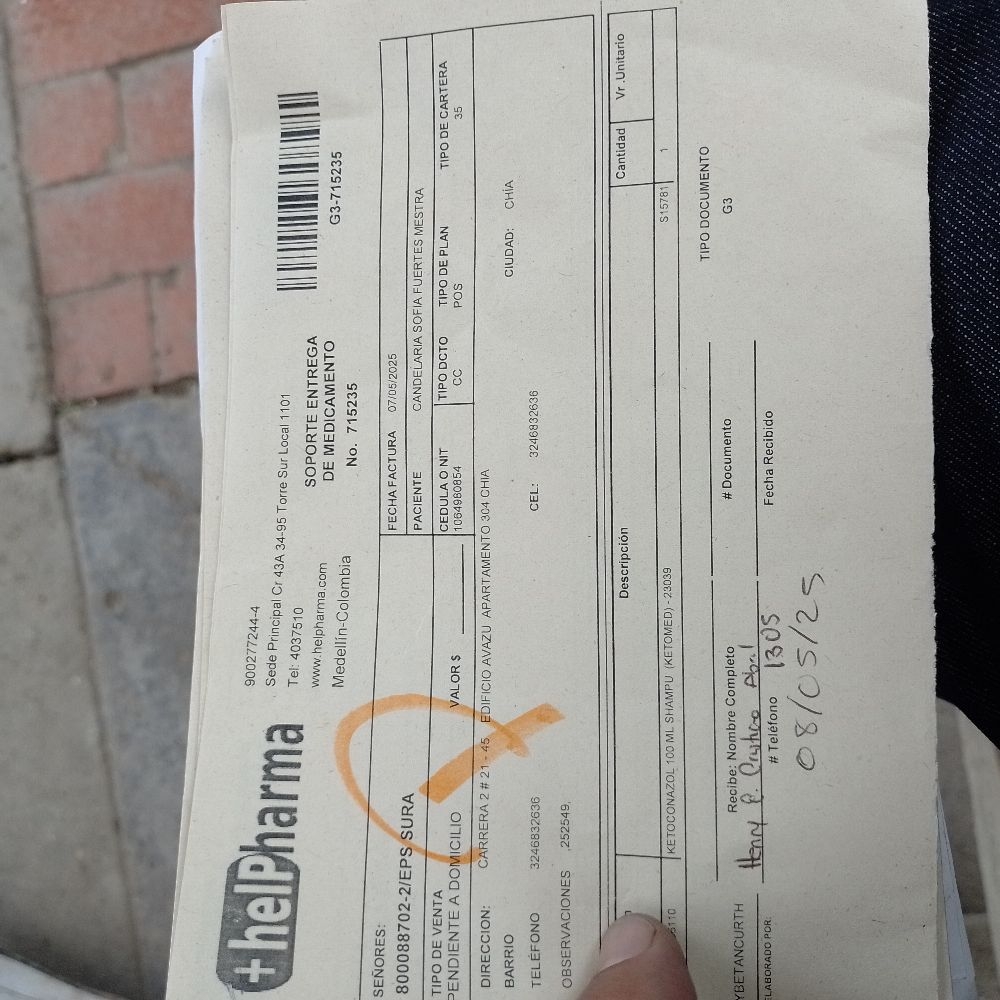 helPharma
900277244-4
Sede Principal Cr 43A 34-95 Torre Sur Local 1101
Tel: 4037510
www.helpharma.com
Medellín-Colombia
SOPORTE ENTREGA
DE MEDICAMENTO
No. 715235
G3-715235
SEÑORES:
800088702-2/EPS SURA
FECHA FACTURA 07/05/2025
PACIENTE CANDELARIA SOFIA FUERTES MESTRA
TIPO DE VENTA VALOR $ CEDULA O NIT TIPO DCTO TIPO DE PLAN TIPO DE CARTERA
PENDIENTE A DOMICILIO 1064980854 CC POS 35
DIRECCION: CARRERA 2 # 21 - 45 EDIFICIO AVAZU APARTAMENTO 304 CHIA
BARRIO CIUDAD: CHÍA
TELÉFONO 3246832636 CEL: 3246832636
OBSERVACIONES ,252549,
Descripción Cantidad Vr .Unitario
6110 KETOCONAZOL 100 ML SHAMPU (KETOMED) - 23039 S15781 1
TIPO DOCUMENTO
G3
Recibe: Nombre Completo # Documento
YBETANCURTH Henry Abril
ELABORADO POR: # Teléfono 1305 Fecha Recibido
08/05/25